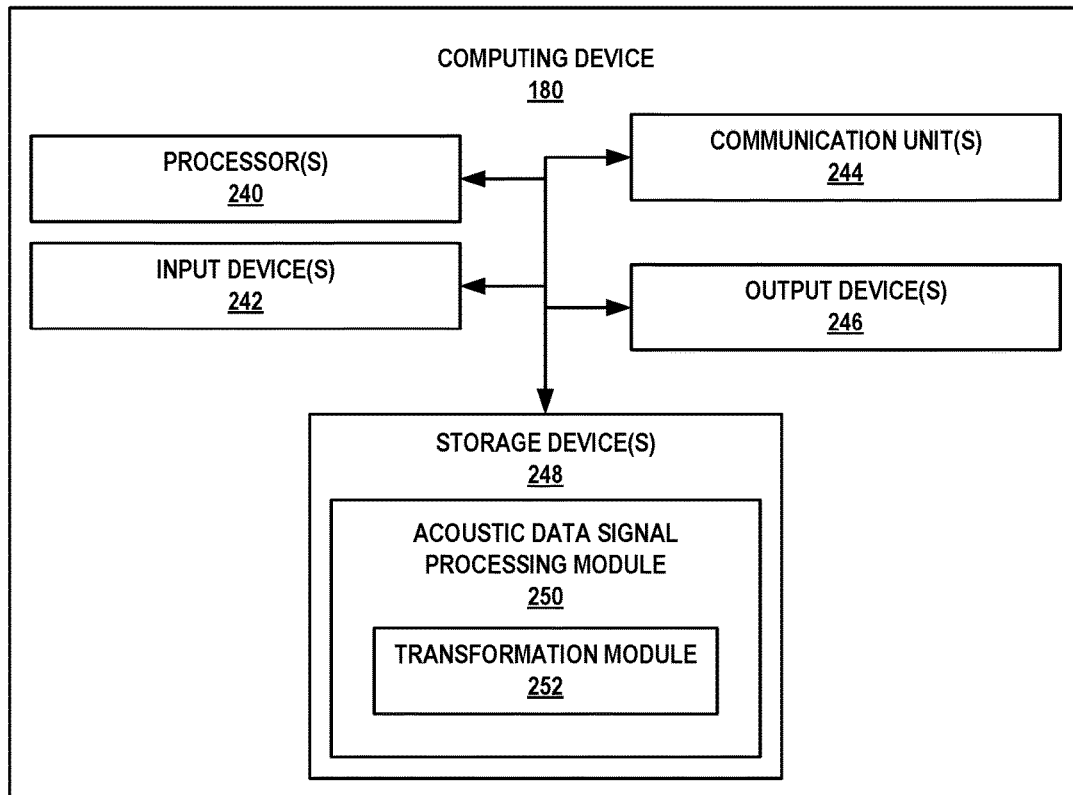 COMPUTING DEVICE
180
PROCESSOR(S)
240
COMMUNICATION UNIT(S)
244
INPUT DEVICE(S)
242
OUTPUT DEVICE(S)
246
STORAGE DEVICE(S)
248
ACOUSTIC DATA SIGNAL
PROCESSING MODULE
250
TRANSFORMATION MODULE
252